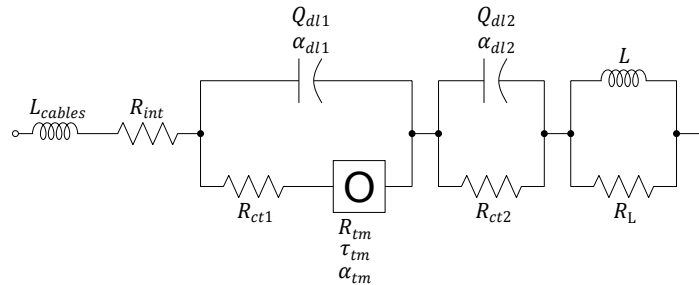 Q_{dl1}
α_{dl1}
Q_{dl2}
α_{dl2}
L
L_{cables}
R_{int}
R_{ct1}
O
R_{tm}
τ_{tm}
α_{tm}
R_{ct2}
R_L